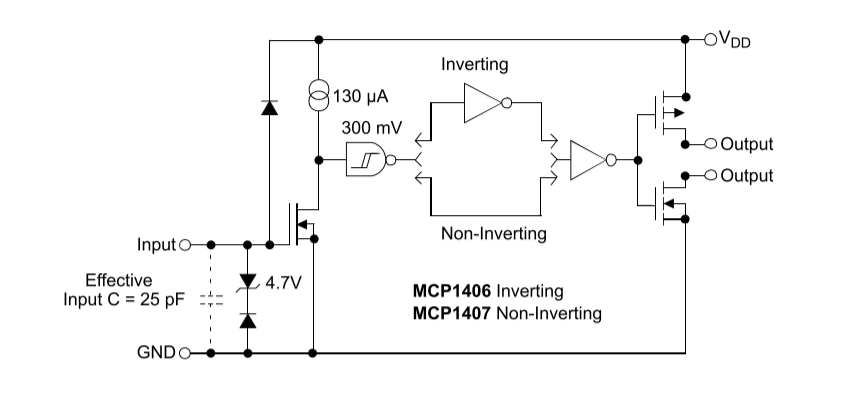 VDD
Inverting
130 µA
300 mV
Output
Output
Input
Non-Inverting
Effective
Input C = 25 pF
4.7V
MCP1406 Inverting
MCP1407 Non-Inverting
GND